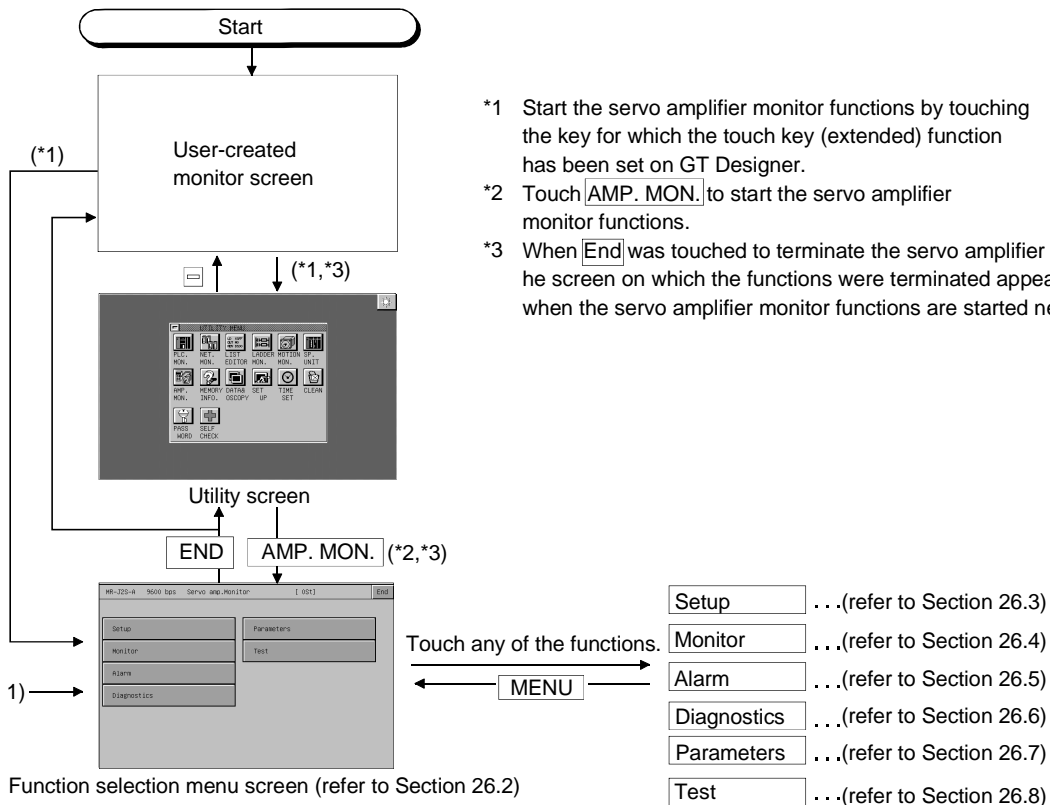 Start
User-created
monitor screen
(*1)
(*1,*3)
*1 Start the servo amplifier monitor functions by touching
the key for which the touch key (extended) function
has been set on GT Designer.
*2 Touch AMP. MON. to start the servo amplifier
monitor functions.
*3 When End was touched to terminate the servo amplifier
he screen on which the functions were terminated appea
when the servo amplifier monitor functions are started ne
UTILITY MENU
PLC. MON.
NET. MON.
LIST EDITOR
LADDER MON.
MOTION MON.
SP. UNIT
AMP. MON.
MEMORY INFO.
DATA& OSCOPY
SET UP
TIME SET
CLEAN
PASS WORD
SELF CHECK
Utility screen
END
AMP. MON. (*2,*3)
MR-J2S-A 9600 bps Servo amp.Monitor [ 0St] End
Setup
Parameters
Monitor
Test
Alarm
Diagnostics
1)
Touch any of the functions.
MENU
Setup ...(refer to Section 26.3)
Monitor ...(refer to Section 26.4)
Alarm ...(refer to Section 26.5)
Diagnostics ...(refer to Section 26.6)
Parameters ...(refer to Section 26.7)
Test ...(refer to Section 26.8)
Function selection menu screen (refer to Section 26.2)